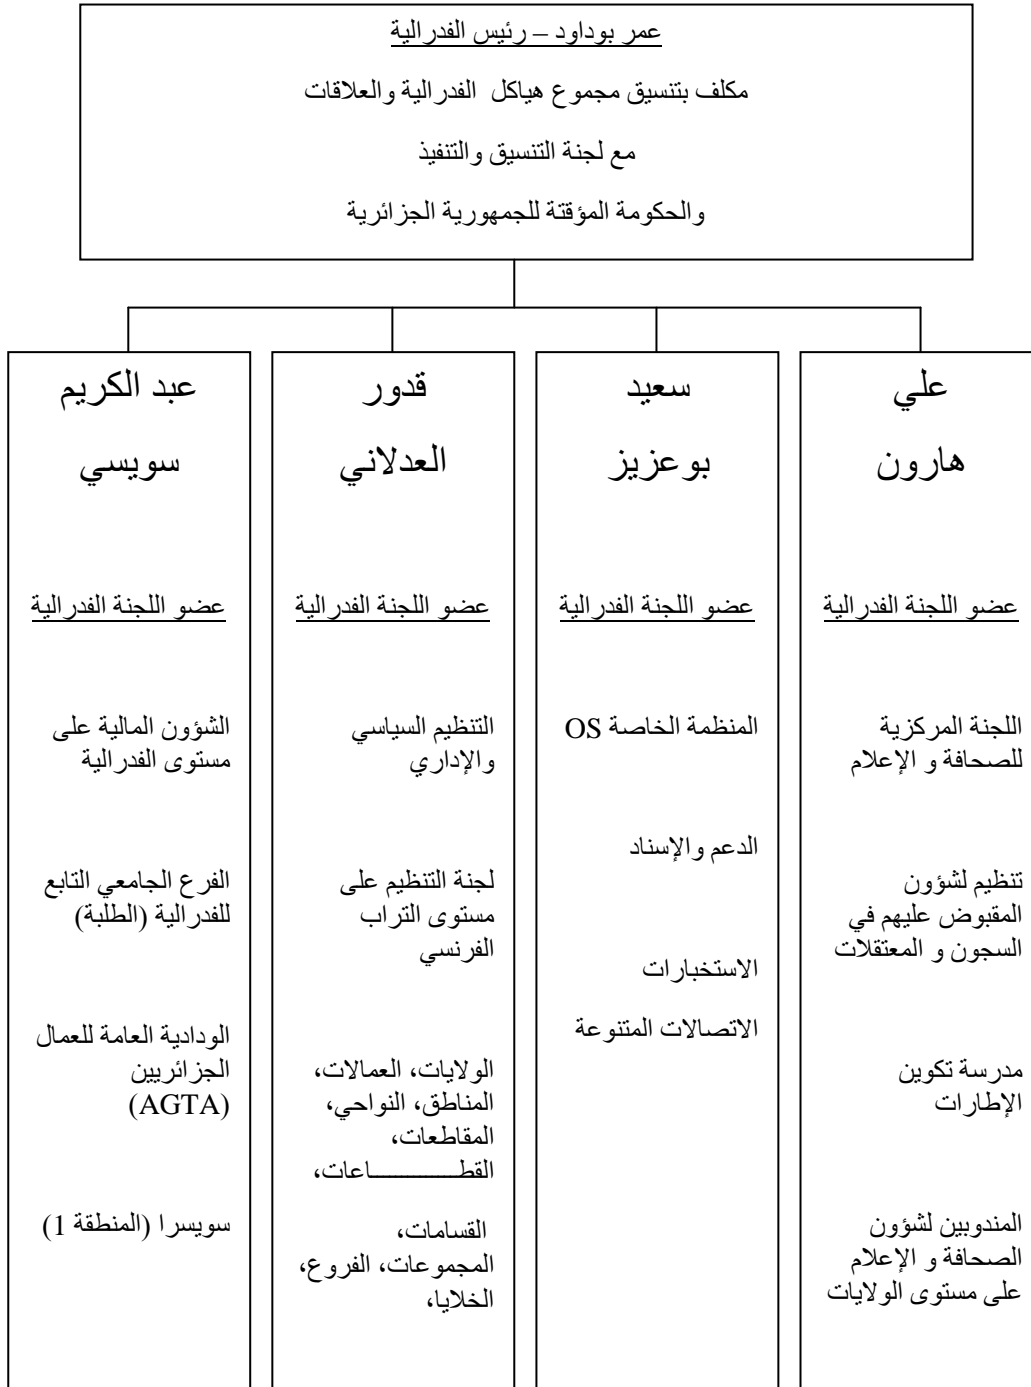 عمر بوداود – رئيس الفدرالية
مكلف بتنسيق مجموع هياكل الفدرالية والعلاقات
مع لجنة التنسيق والتنفيذ
والحكومة المؤقتة للجمهورية الجزائرية
علي
هارون
عضو اللجنة الفدرالية
اللجنة المركزية
للصحافة و الإعلام
تنظيم لشؤون
المقبوض عليهم في
السجون و المعتقلات
مدرسة تكوين
الإطارات
المندوبين لشؤون
الصحافة و الإعلام
على مستوى الولايات
سعيد
بوعزيز
عضو اللجنة الفدرالية
المنظمة الخاصة OS
الدعم والإسناد
الاستخبارات
الاتصالات المتنوعة
قدور
العدلاني
عضو اللجنة الفدرالية
التنظيم السياسي
والإداري
لجنة التنظيم على
مستوى التراب
الفرنسي
الولايات، العمالات،
المناطق، النواحي،
المقاطعات،
القطـــــــاعات،
القسامات،
المجموعات، الفروع،
الخلايا،
عبد الكريم
سويسي
عضو اللجنة الفدرالية
الشؤون المالية على
مستوى الفدرالية
الفرع الجامعي التابع
للفدرالية (الطلبة)
الودادية العامة للعمال
الجزائريين
(AGTA)
سويسرا (المنطقة 1)